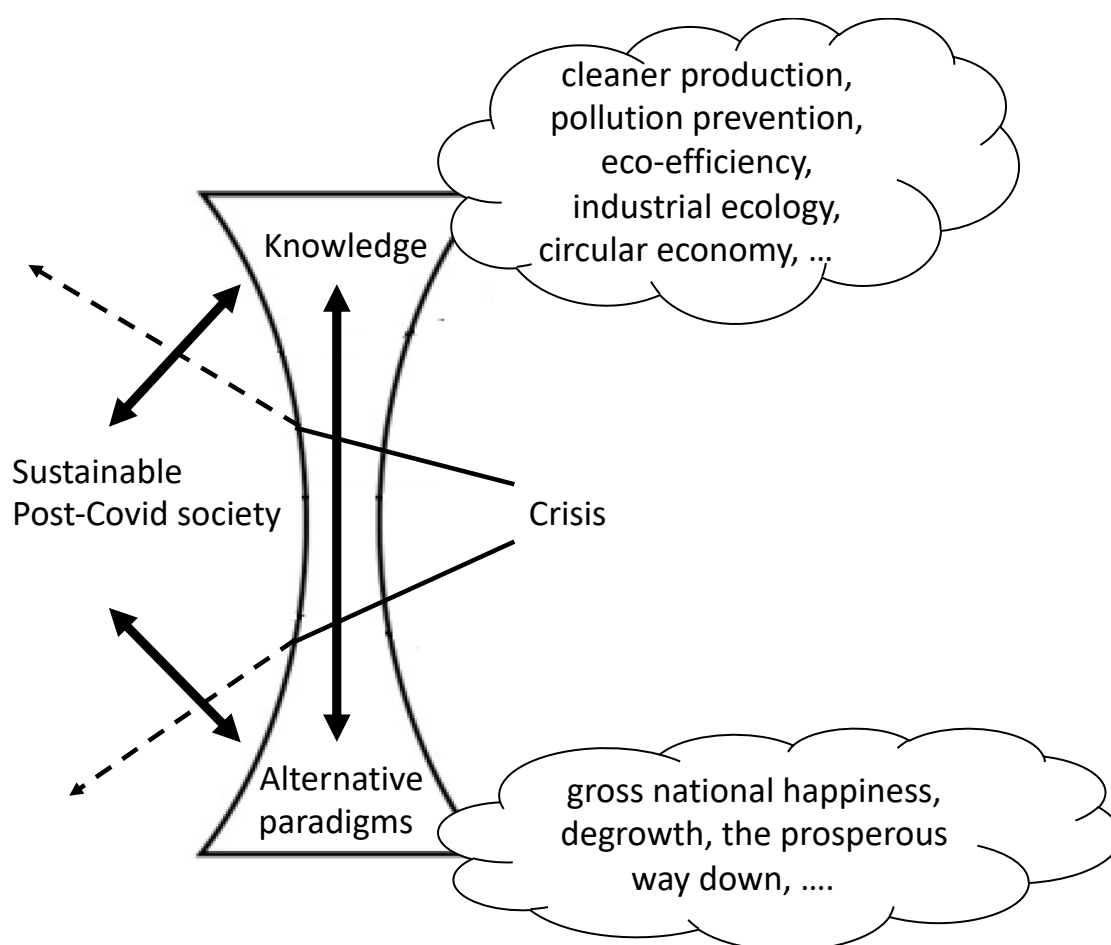 cleaner production,
pollution prevention,
eco-efficiency,
industrial ecology,
circular economy, ...
Knowledge
Sustainable
Post-Covid society
Crisis
Alternative
paradigms
gross national happiness,
degrowth, the prosperous
way down, ....